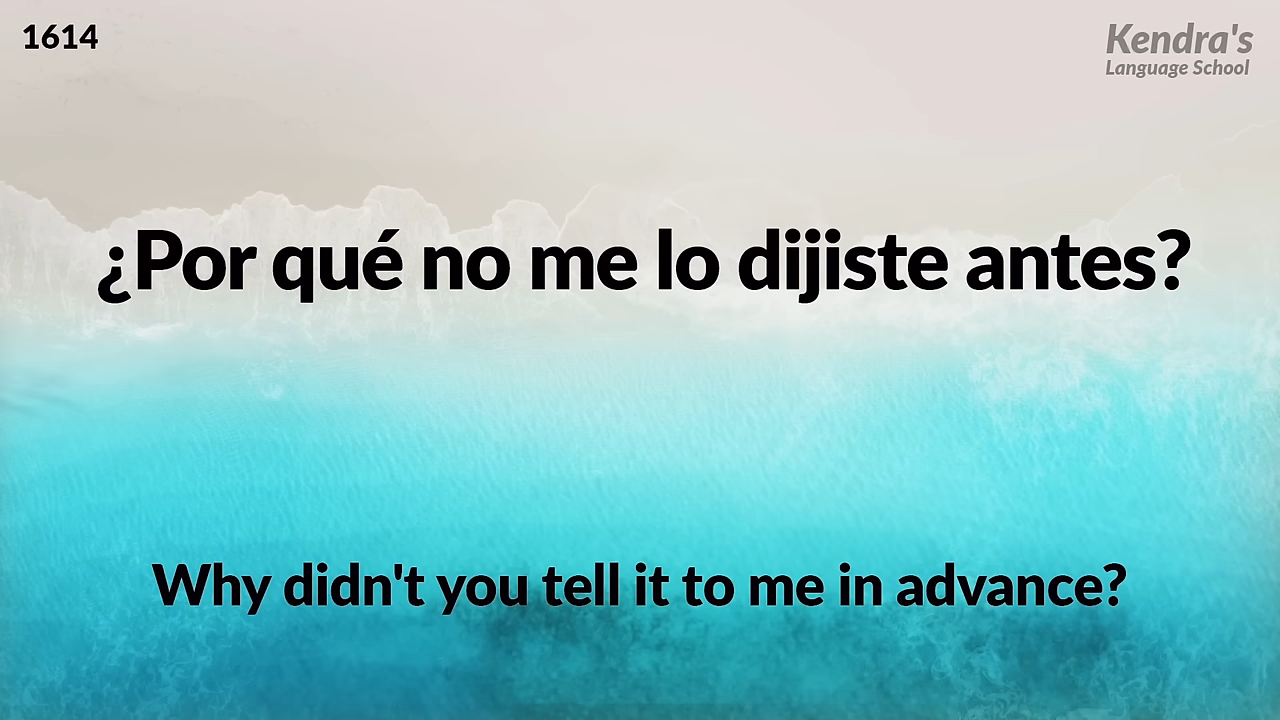 1614
Kendra's
Language School
¿Por qué no me lo dijiste antes?
Why didn't you tell it to me in advance?